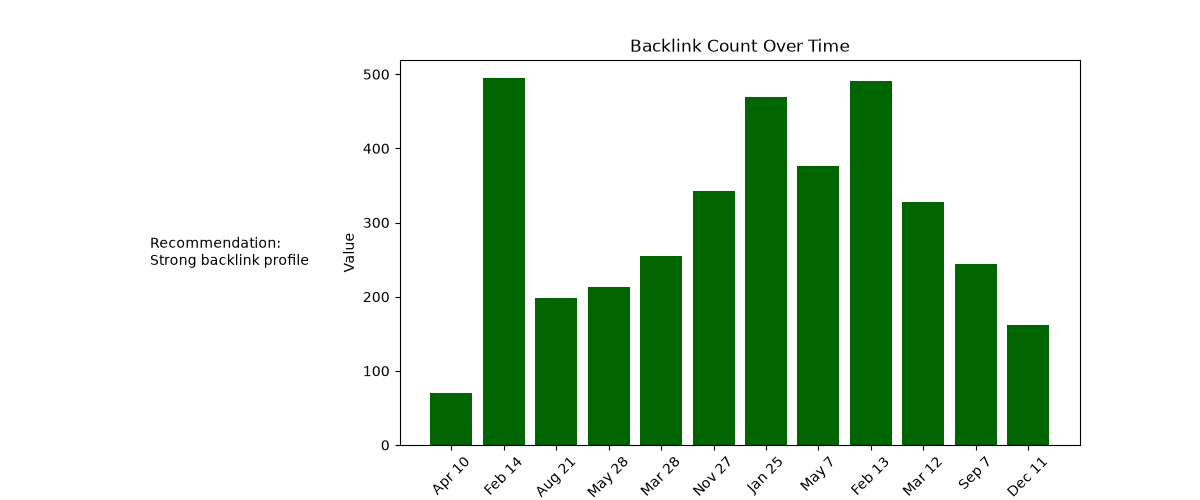 Backlink Count Over Time
Recommendation:
Strong backlink profile
Value
500
400
300
200
100
0
Apr 10
Feb 14
Aug 21
May 28
Mar 28
Nov 27
Jan 25
May 7
Feb 13
Mar 12
Sep 7
Dec 11